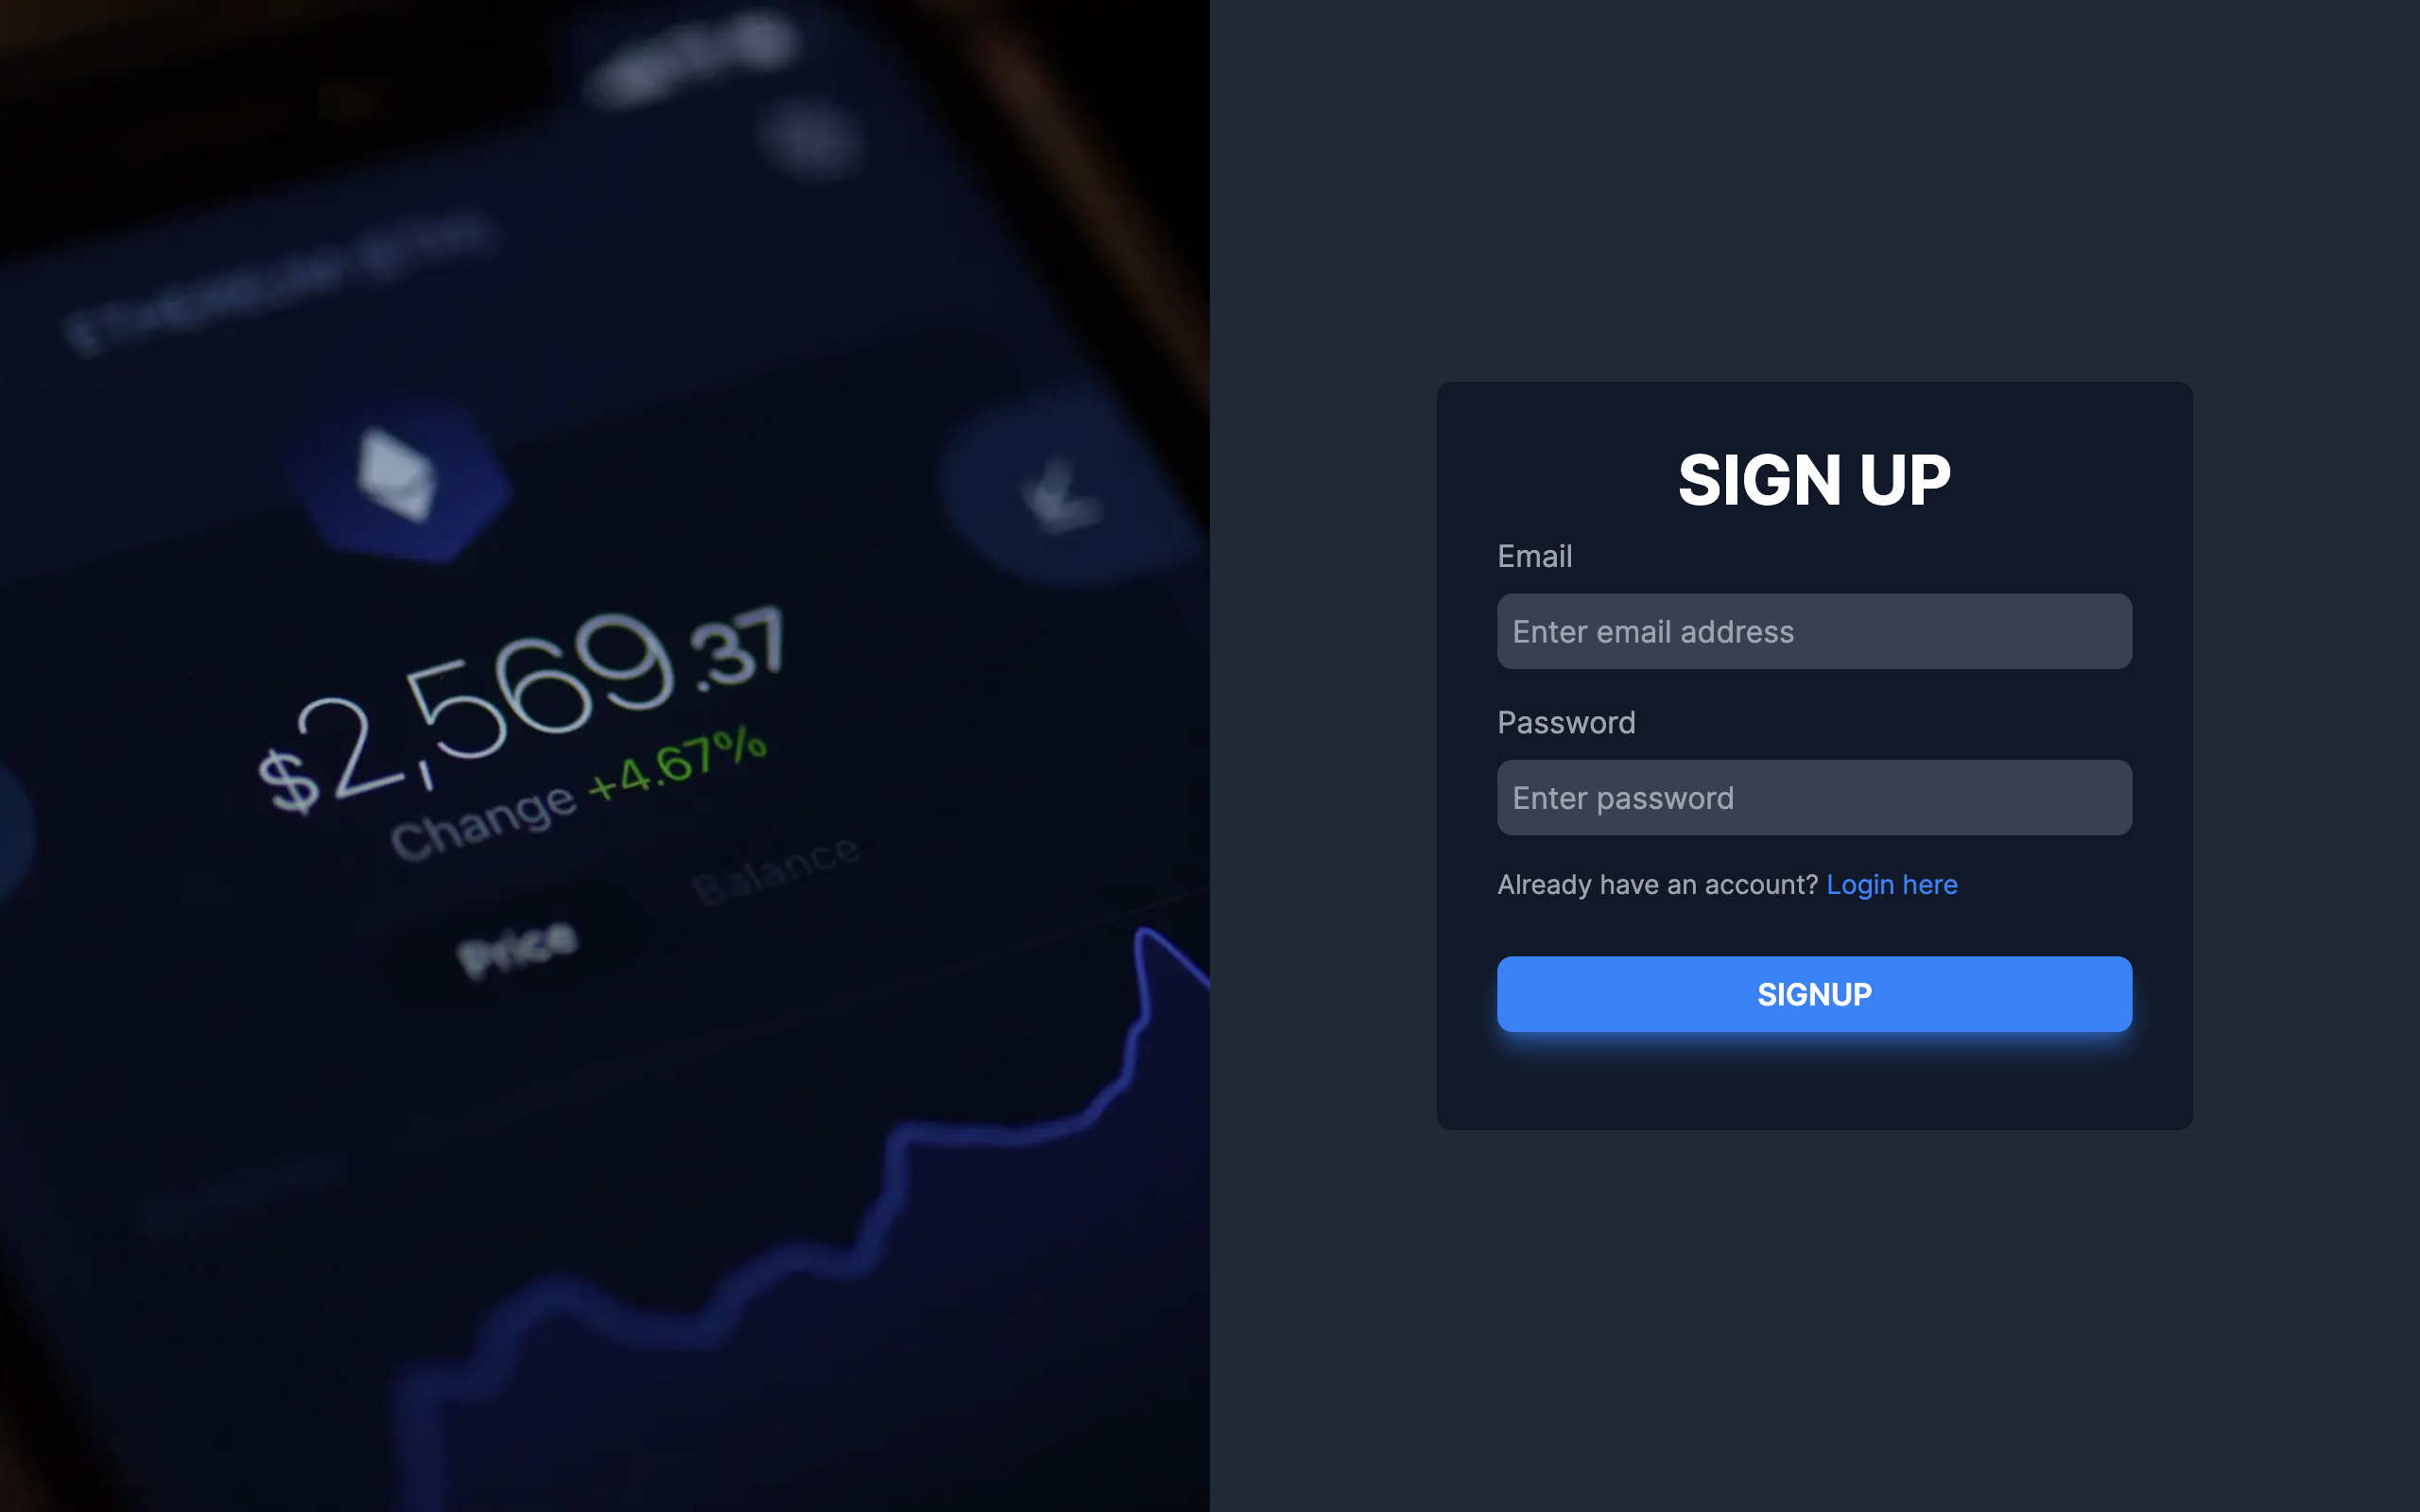 $2,569.37
Change +4.67%
Price Balance
SIGN UP
Email
Enter email address
Password
Enter password
Already have an account? Login here
SIGNUP